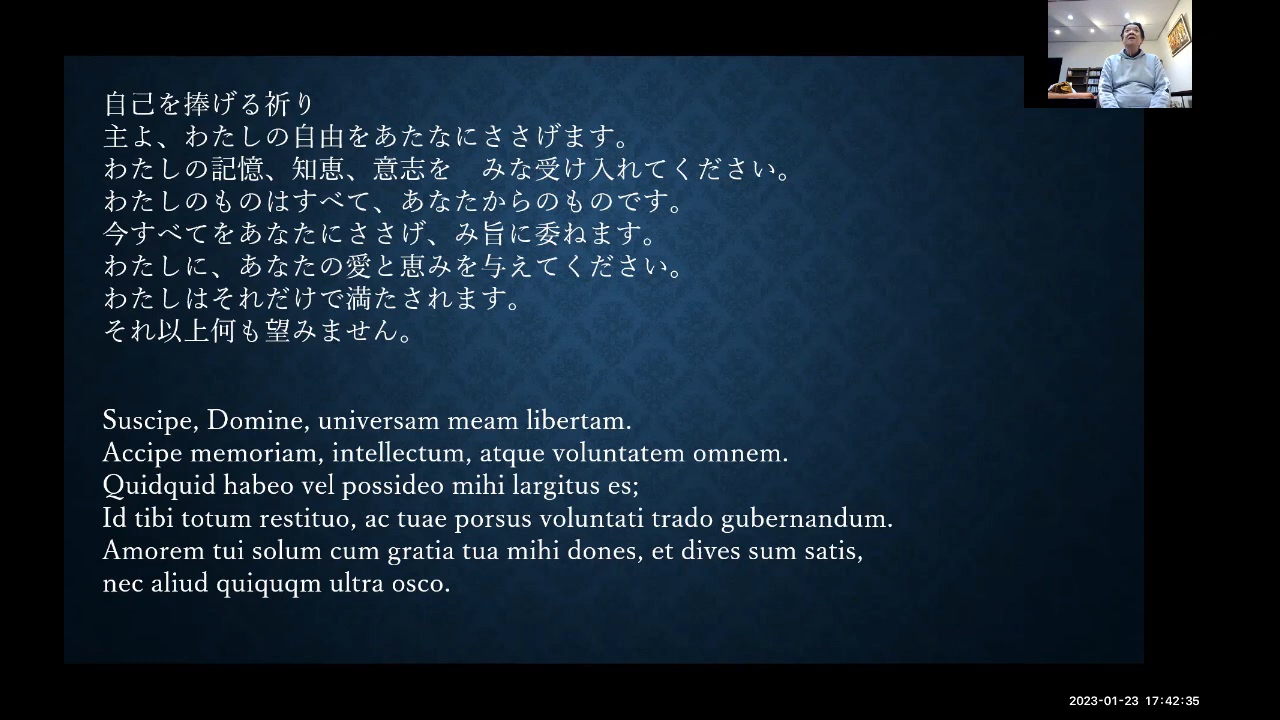 自己を捧げる祈り
主よ、わたしの自由をあたなにささげます。
わたしの記憶、知恵、意志を　みな受け入れてください。
わたしのものはすべて、あなたからのものです。
今すべてをあなたにささげ、み旨に委ねます。
わたしに、あなたの愛と恵みを与えてください。
わたしはそれだけで満たされます。
それ以上何も望みません。
Suscipe, Domine, universam meam libertam.
Accipe memoriam, intellectum, atque voluntatem omnem.
Quidquid habeo vel possideo mihi largitus es;
Id tibi totum restituo, ac tuae porsus voluntati trado gubernandum.
Amorem tui solum cum gratia tua mihi dones, et dives sum satis,
nec aliud quiquqm ultra osco.
2023-01-23 17:42:35